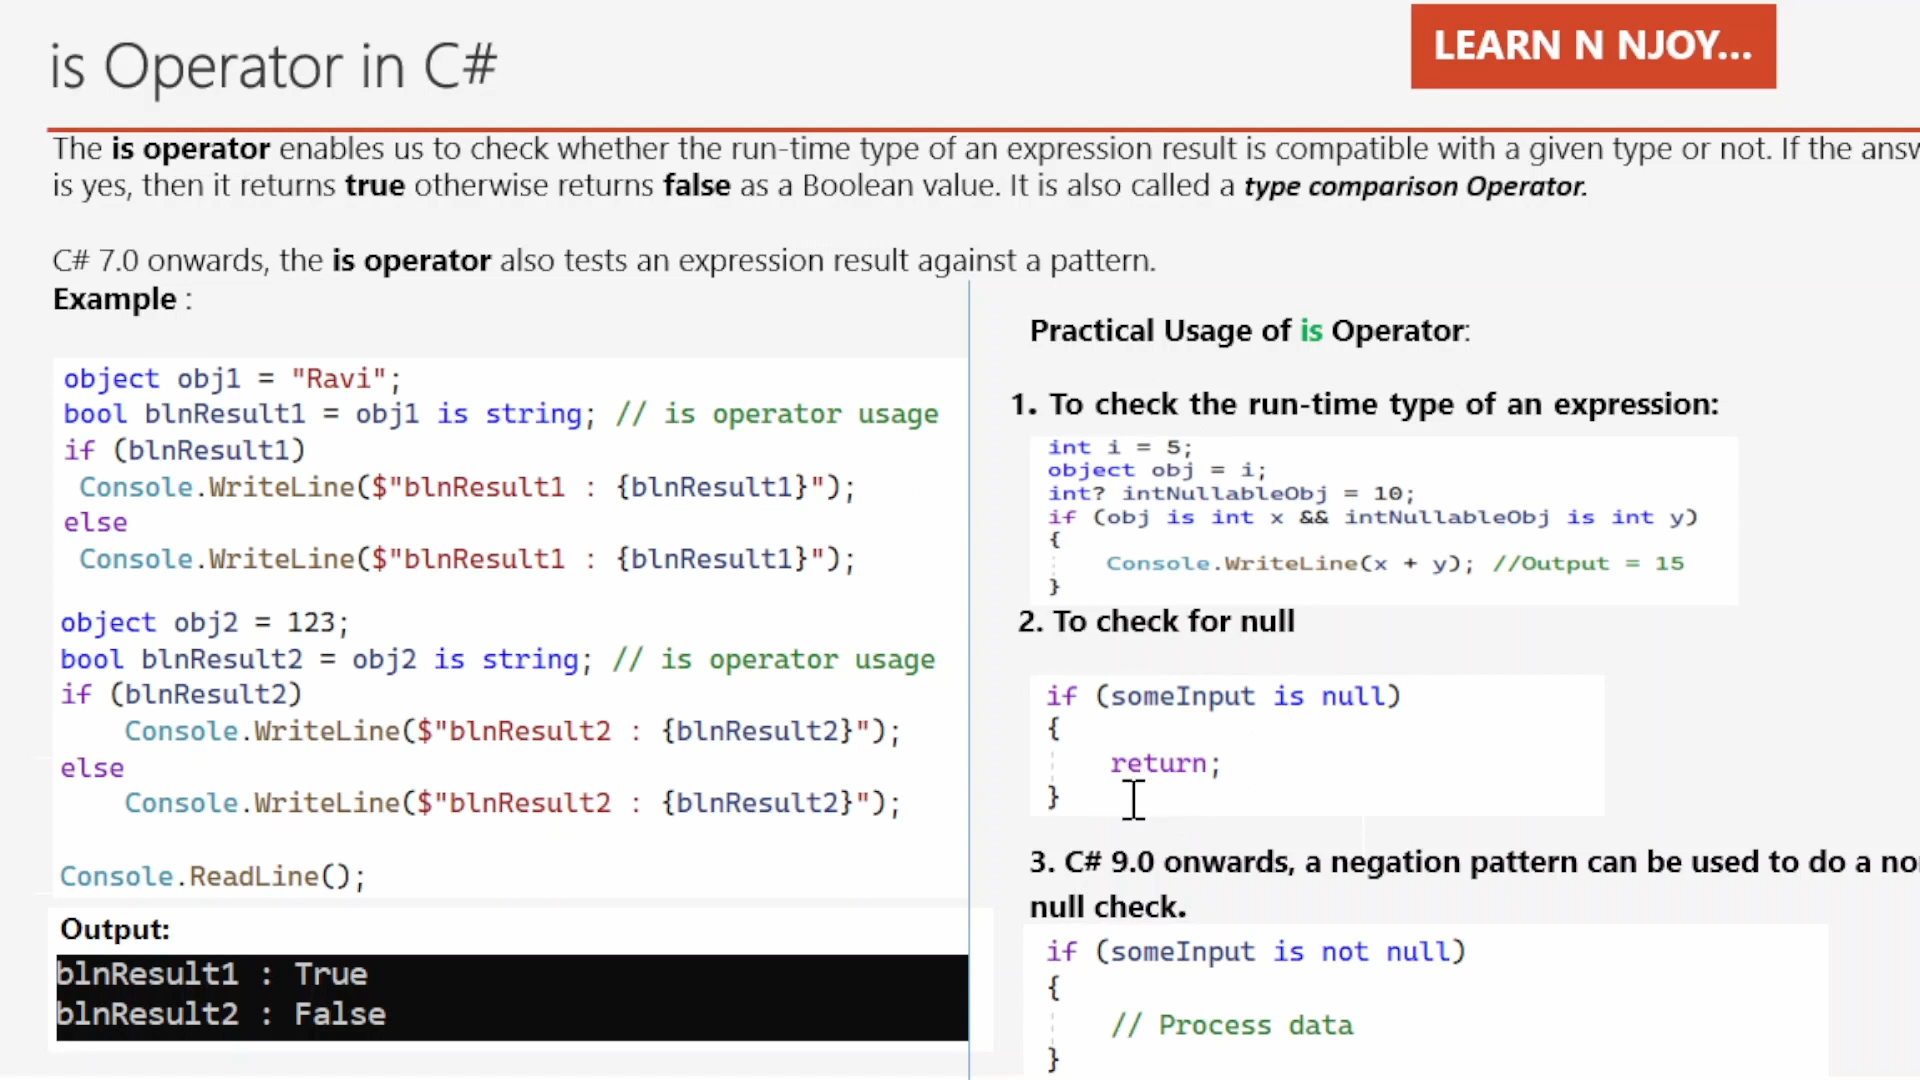 is Operator in C#
LEARN N NJOY...
The is operator enables us to check whether the run-time type of an expression result is compatible with a given type or not. If the answ
is yes, then it returns true otherwise returns false as a Boolean value. It is also called a type comparison Operator.
C# 7.0 onwards, the is operator also tests an expression result against a pattern.
Example :
object obj1 = "Ravi";
bool blnResult1 = obj1 is string; // is operator usage
if (blnResult1)
Console.WriteLine($"blnResult1 : {blnResult1}");
else
Console.WriteLine($"blnResult1 : {blnResult1}");
object obj2 = 123;
bool blnResult2 = obj2 is string; // is operator usage
if (blnResult2)
Console.WriteLine($"blnResult2 : {blnResult2}");
else
Console.WriteLine($"blnResult2 : {blnResult2}");
Console.ReadLine();
Output:
blnResult1 : True
blnResult2 : False
Practical Usage of is Operator:
1. To check the run-time type of an expression:
int i = 5;
object obj = i;
int? intNullableObj = 10;
if (obj is int x && intNullableObj is int y)
{
Console.WriteLine(x + y); //Output = 15
}
2. To check for null
if (someInput is null)
{
return;
}
3. C# 9.0 onwards, a negation pattern can be used to do a no
null check.
if (someInput is not null)
{
// Process data
}